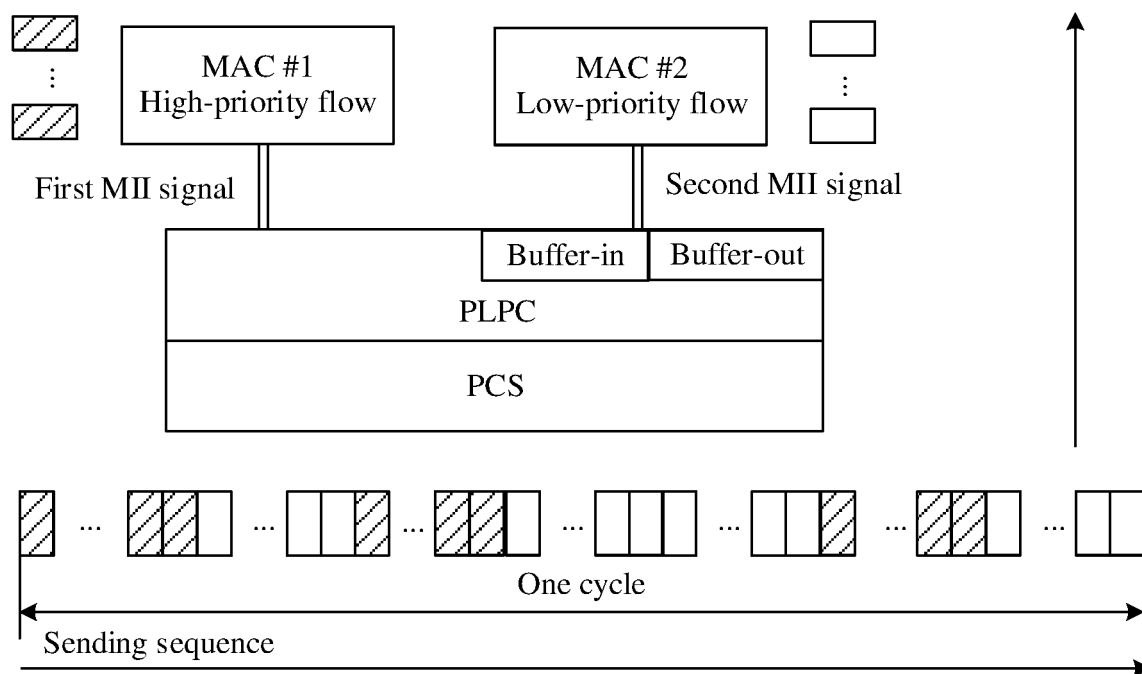 MAC #1
High-priority flow
MAC #2
Low-priority flow
First MII signal
Second MII signal
Buffer-in
Buffer-out
PLPC
PCS
One cycle
Sending sequence